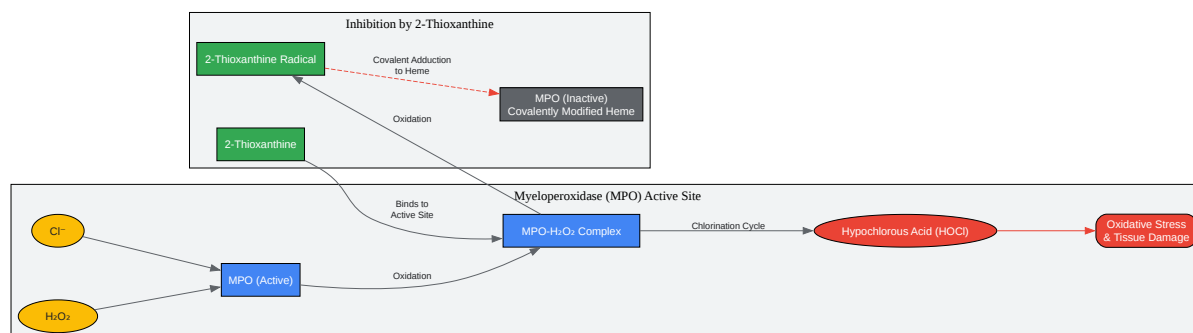 Inhibition by 2-Thioxanthine
2-Thioxanthine Radical
Covalent Adduction
to Heme
MPO (Inactive)
Covalently Modified Heme
Oxidation
2-Thioxanthine
Myeloperoxidase (MPO) Active Site
Binds to
Active Site
Cl⁻
MPO-H₂O₂ Complex
Chlorination Cycle
Hypochlorous Acid (HOCl)
Oxidative Stress
& Tissue Damage
MPO (Active)
Oxidation
H₂O₂